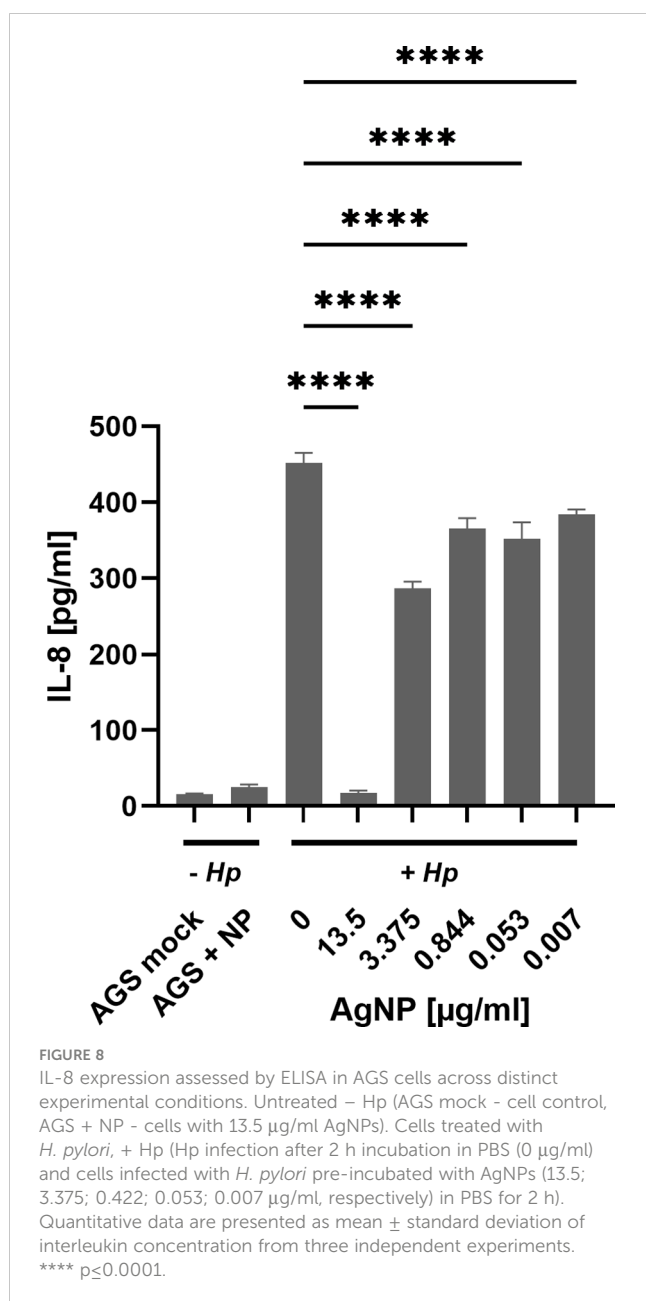 ****
****
****
****
****
500
400
300
200
100
0
IL-8 [pg/ml]
- Hp
+ Hp
AGS mock
AGS + NP
0
13.5
3.375
0.844
0.053
0.007
AgNP [µg/ml]
FIGURE 8
IL-8 expression assessed by ELISA in AGS cells across distinct
experimental conditions. Untreated – Hp (AGS mock - cell control,
AGS + NP - cells with 13.5 µg/ml AgNPs). Cells treated with
H. pylori, + Hp (Hp infection after 2 h incubation in PBS (0 µg/ml)
and cells infected with H. pylori pre-incubated with AgNPs (13.5;
3.375; 0.422; 0.053; 0.007 µg/ml, respectively) in PBS for 2 h).
Quantitative data are presented as mean ± standard deviation of
interleukin concentration from three independent experiments.
**** p≤0.0001.